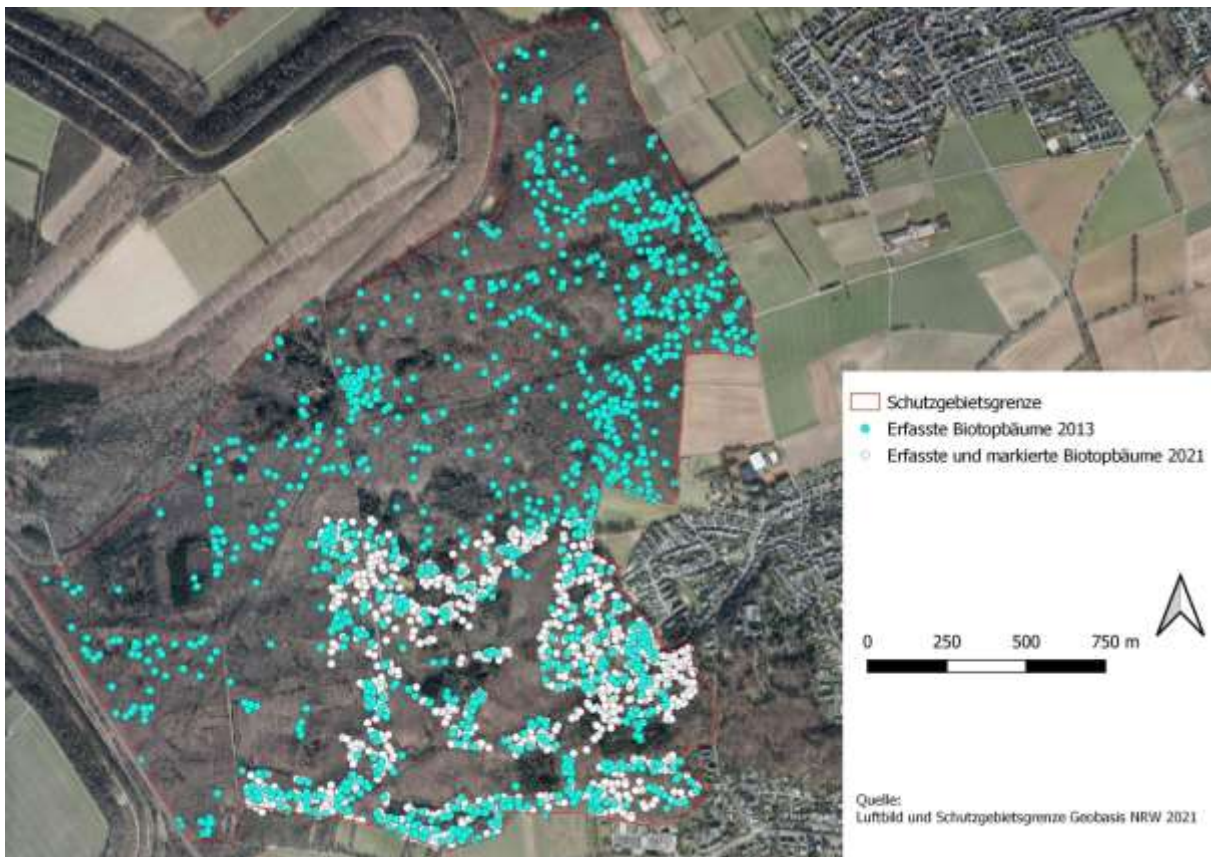 Schutzgebietsgrenze
Erfasste Biotopbäume 2013
Erfasste und markierte Biotopbäume 2021
0 250 500 750 m
Quelle:
Luftbild und Schutzgebietsgrenze Geobasis NRW 2021